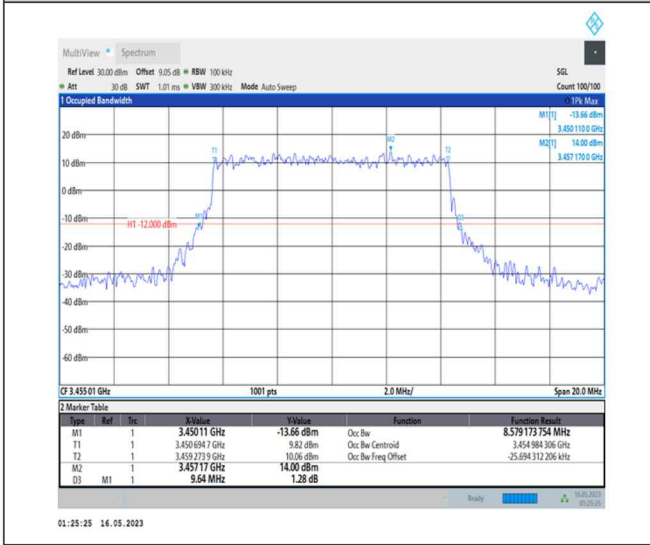 MultiView Spectrum
Ref Level 30.00 dBm Offset 9.05 dB RBW 100 kHz SGL
Att 30 dB SWT 1.01 ms VBW 300 kHz Mode Auto Sweep Count 100/100
1 Occupied Bandwidth 1Pk Max
M1[1] -13.66 dBm
3.450 110 0 GHz
M2[1] 14.00 dBm
3.457 170 0 GHz
20 dBm
M2
T1 T2
10 dBm
0 dBm
-10 dBm
M1 D3
H1 -12.000 dBm
-20 dBm
-30 dBm
-40 dBm
-50 dBm
-60 dBm
CF 3.455 01 GHz 1001 pts 2.0 MHz/ Span 20.0 MHz
2 Marker Table
Type Ref Trc X-Value Y-Value Function Function Result
M1 1 3.45011 GHz -13.66 dBm Occ Bw 8.579 173 754 MHz
T1 1 3.450 694 7 GHz 9.82 dBm Occ Bw Centroid 3.454 984 306 GHz
T2 1 3.459 273 9 GHz 10.06 dBm Occ Bw Freq Offset -25.694 312 206 kHz
M2 1 3.45717 GHz 14.00 dBm
D3 M1 1 9.64 MHz 1.28 dB
Ready 16.05.2023
01:25:25
01:25:25 16.05.2023